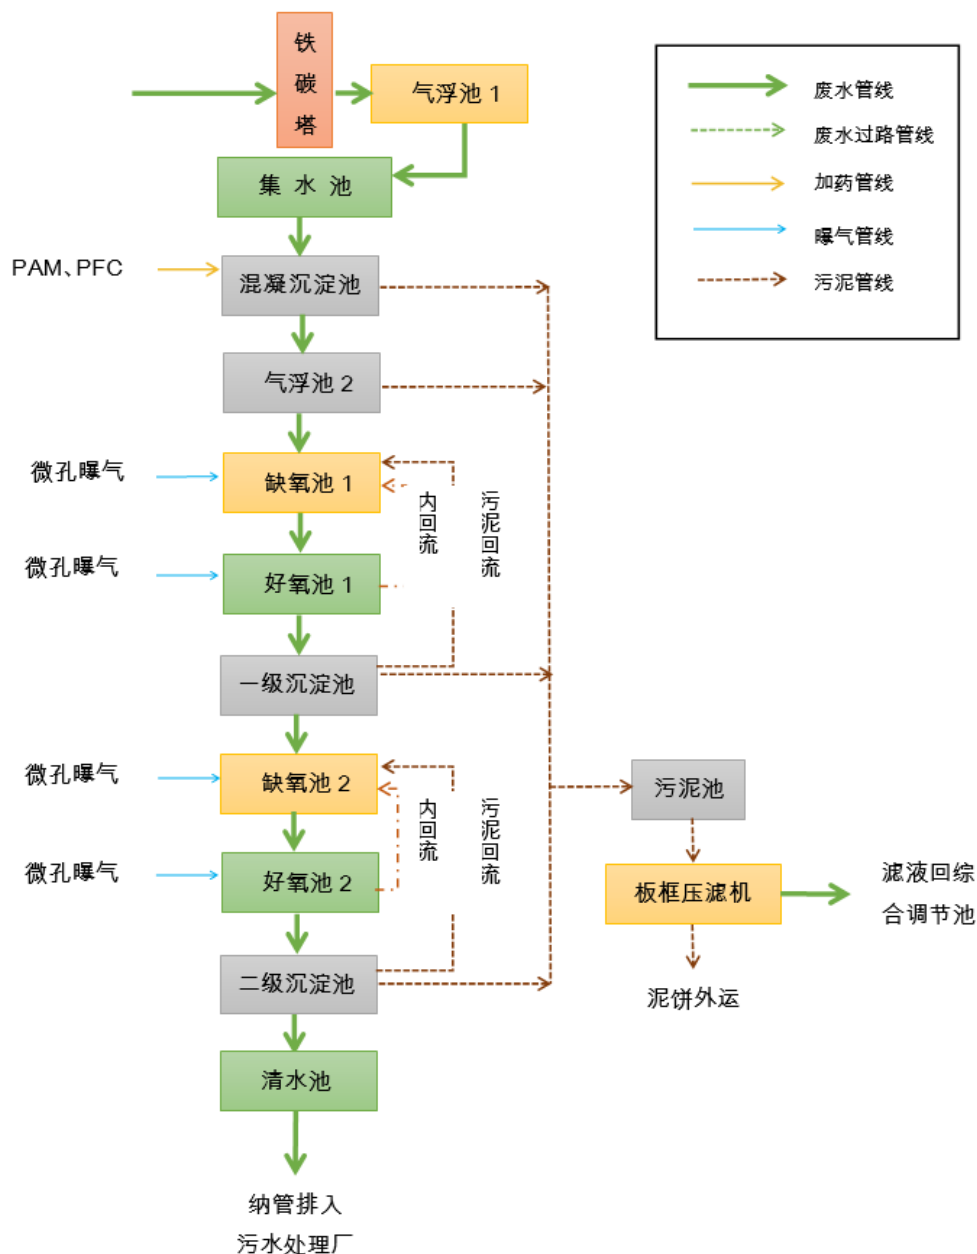 铁
碳
塔
气浮池 1
集 水 池
PAM、PFC
混凝沉淀池
气浮池 2
微孔曝气
缺氧池 1
内回流
污泥回流
微孔曝气
好氧池 1
一级沉淀池
微孔曝气
缺氧池 2
内回流
污泥回流
微孔曝气
好氧池 2
二级沉淀池
清水池
纳管排入
污水处理厂
污泥池
板框压滤机
滤液回综
合调节池
泥饼外运
废水管线
废水过路管线
加药管线
曝气管线
污泥管线